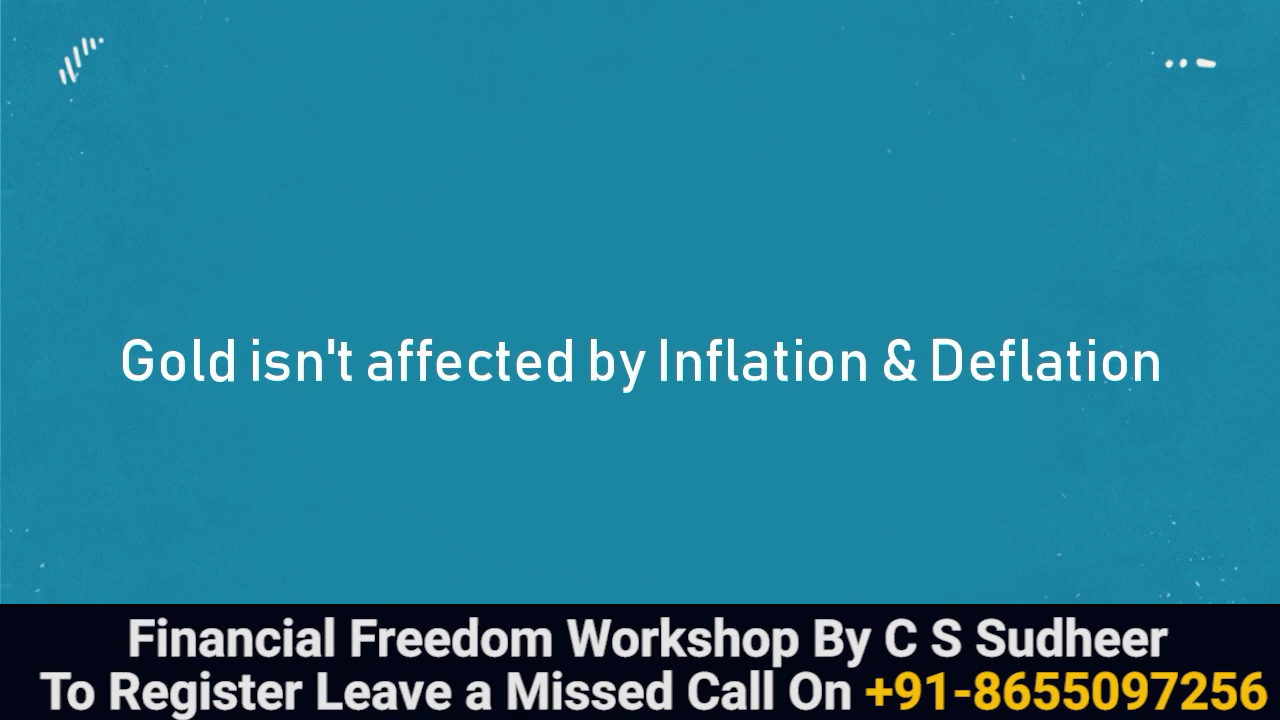 Gold isn't affected by Inflation & Deflation
Financial Freedom Workshop By C S Sudheer
To Register Leave a Missed Call On +91-8655097256